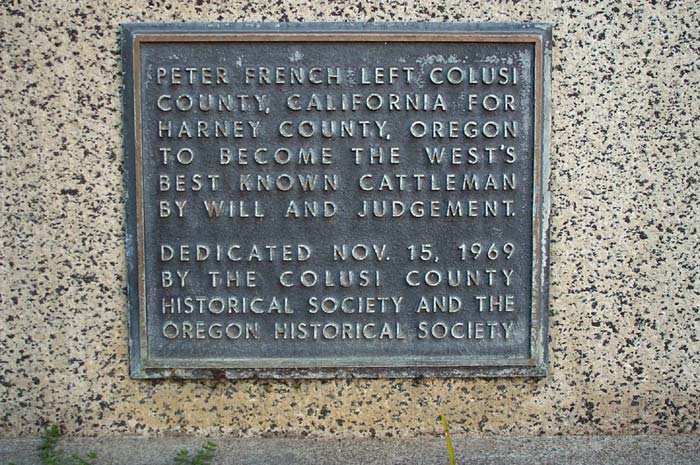 PETER FRENCH LEFT COLUSI
COUNTY, CALIFORNIA FOR
HARNEY COUNTY, OREGON
TO BECOME THE WEST'S
BEST KNOWN CATTLEMAN
BY WILL AND JUDGEMENT.
DEDICATED NOV. 15, 1969
BY THE COLUSI COUNTY
HISTORICAL SOCIETY AND THE
OREGON HISTORICAL SOCIETY